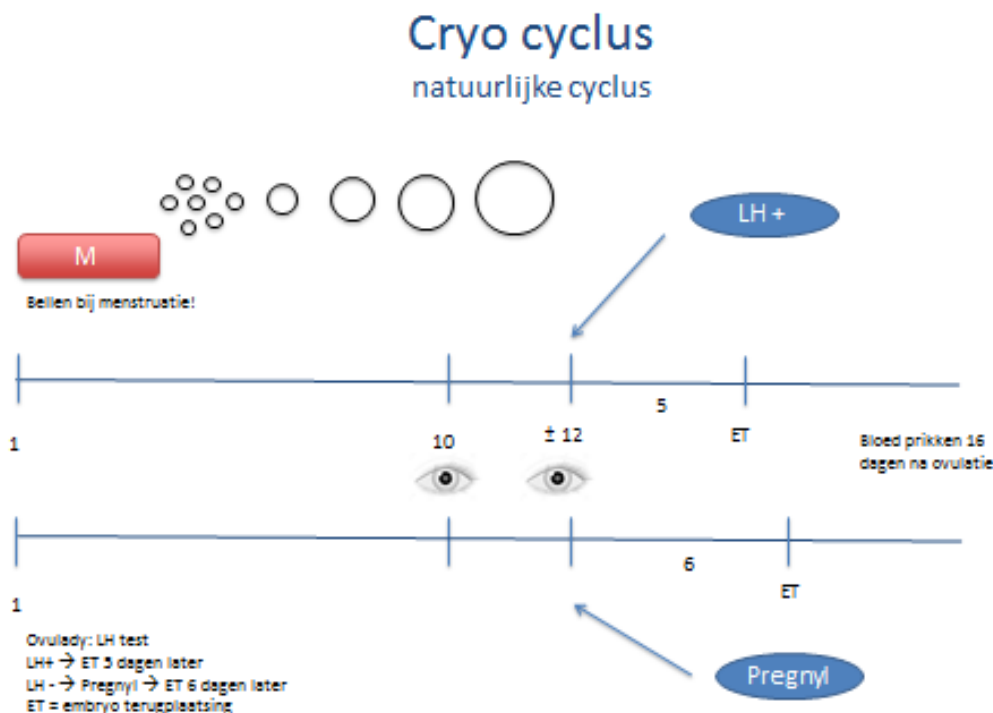 Cryo cyclus
natuurlijke cyclus
LH +
M
Bellen bij menstruatie!
5
1
10
± 12
ET
Bloed prikken 16
dagen na ovulatie
6
1
ET
Ovulady: LH test
LH+ → ET 5 dagen later
LH - → Pregnyl → ET 6 dagen later
ET = embryo terugplaatsing
Pregnyl